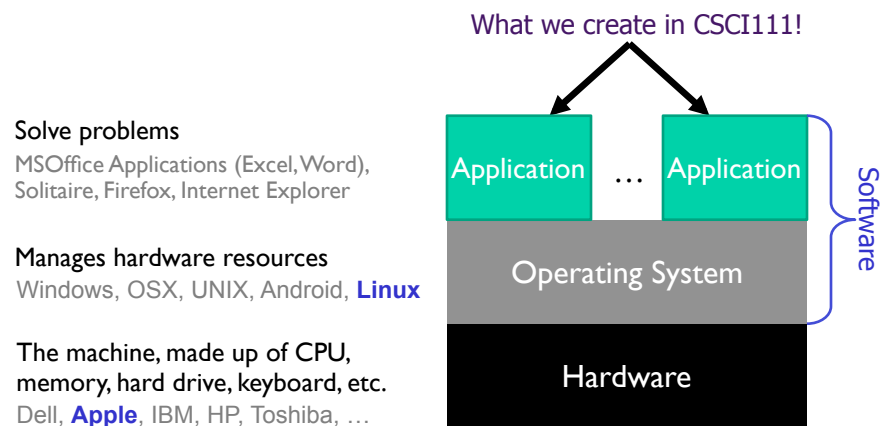 What we create in CSCI111!
Solve problems
MSOffice Applications (Excel, Word),
Solitaire, Firefox, Internet Explorer
Application … Application
Software
Manages hardware resources
Windows, OSX, UNIX, Android, Linux
Operating System
The machine, made up of CPU,
memory, hard drive, keyboard, etc.
Dell, Apple, IBM, HP, Toshiba, …
Hardware